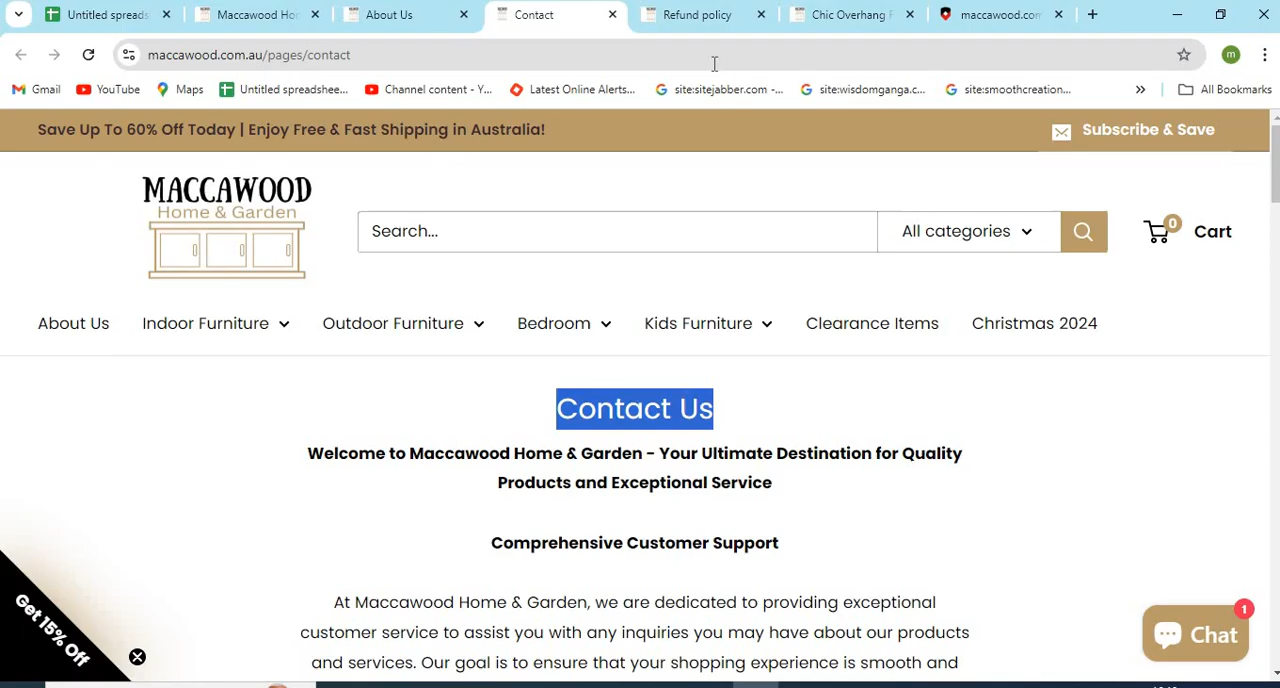 Untitled spreads
Maccawood Ho
About Us
Contact
Refund policy
Chic Overhang F
maccawood.com
maccawood.com.au/pages/contact
m
Gmail
YouTube
Maps
Untitled spreadshee...
Channel content - Y...
Latest Online Alerts...
site:sitejabber.com -...
site:wisdomganga.c...
site:smoothcreation...
»
All Bookmarks
Save Up To 60% Off Today | Enjoy Free & Fast Shipping in Australia!
Subscribe & Save
MACCAWOOD
Home & Garden
Search...
All categories
0
Cart
About Us
Indoor Furniture
Outdoor Furniture
Bedroom
Kids Furniture
Clearance Items
Christmas 2024
Contact Us
Welcome to Maccawood Home & Garden - Your Ultimate Destination for Quality
Products and Exceptional Service
Comprehensive Customer Support
At Maccawood Home & Garden, we are dedicated to providing exceptional
customer service to assist you with any inquiries you may have about our products
and services. Our goal is to ensure that your shopping experience is smooth and
Get 15% Off
Chat
1